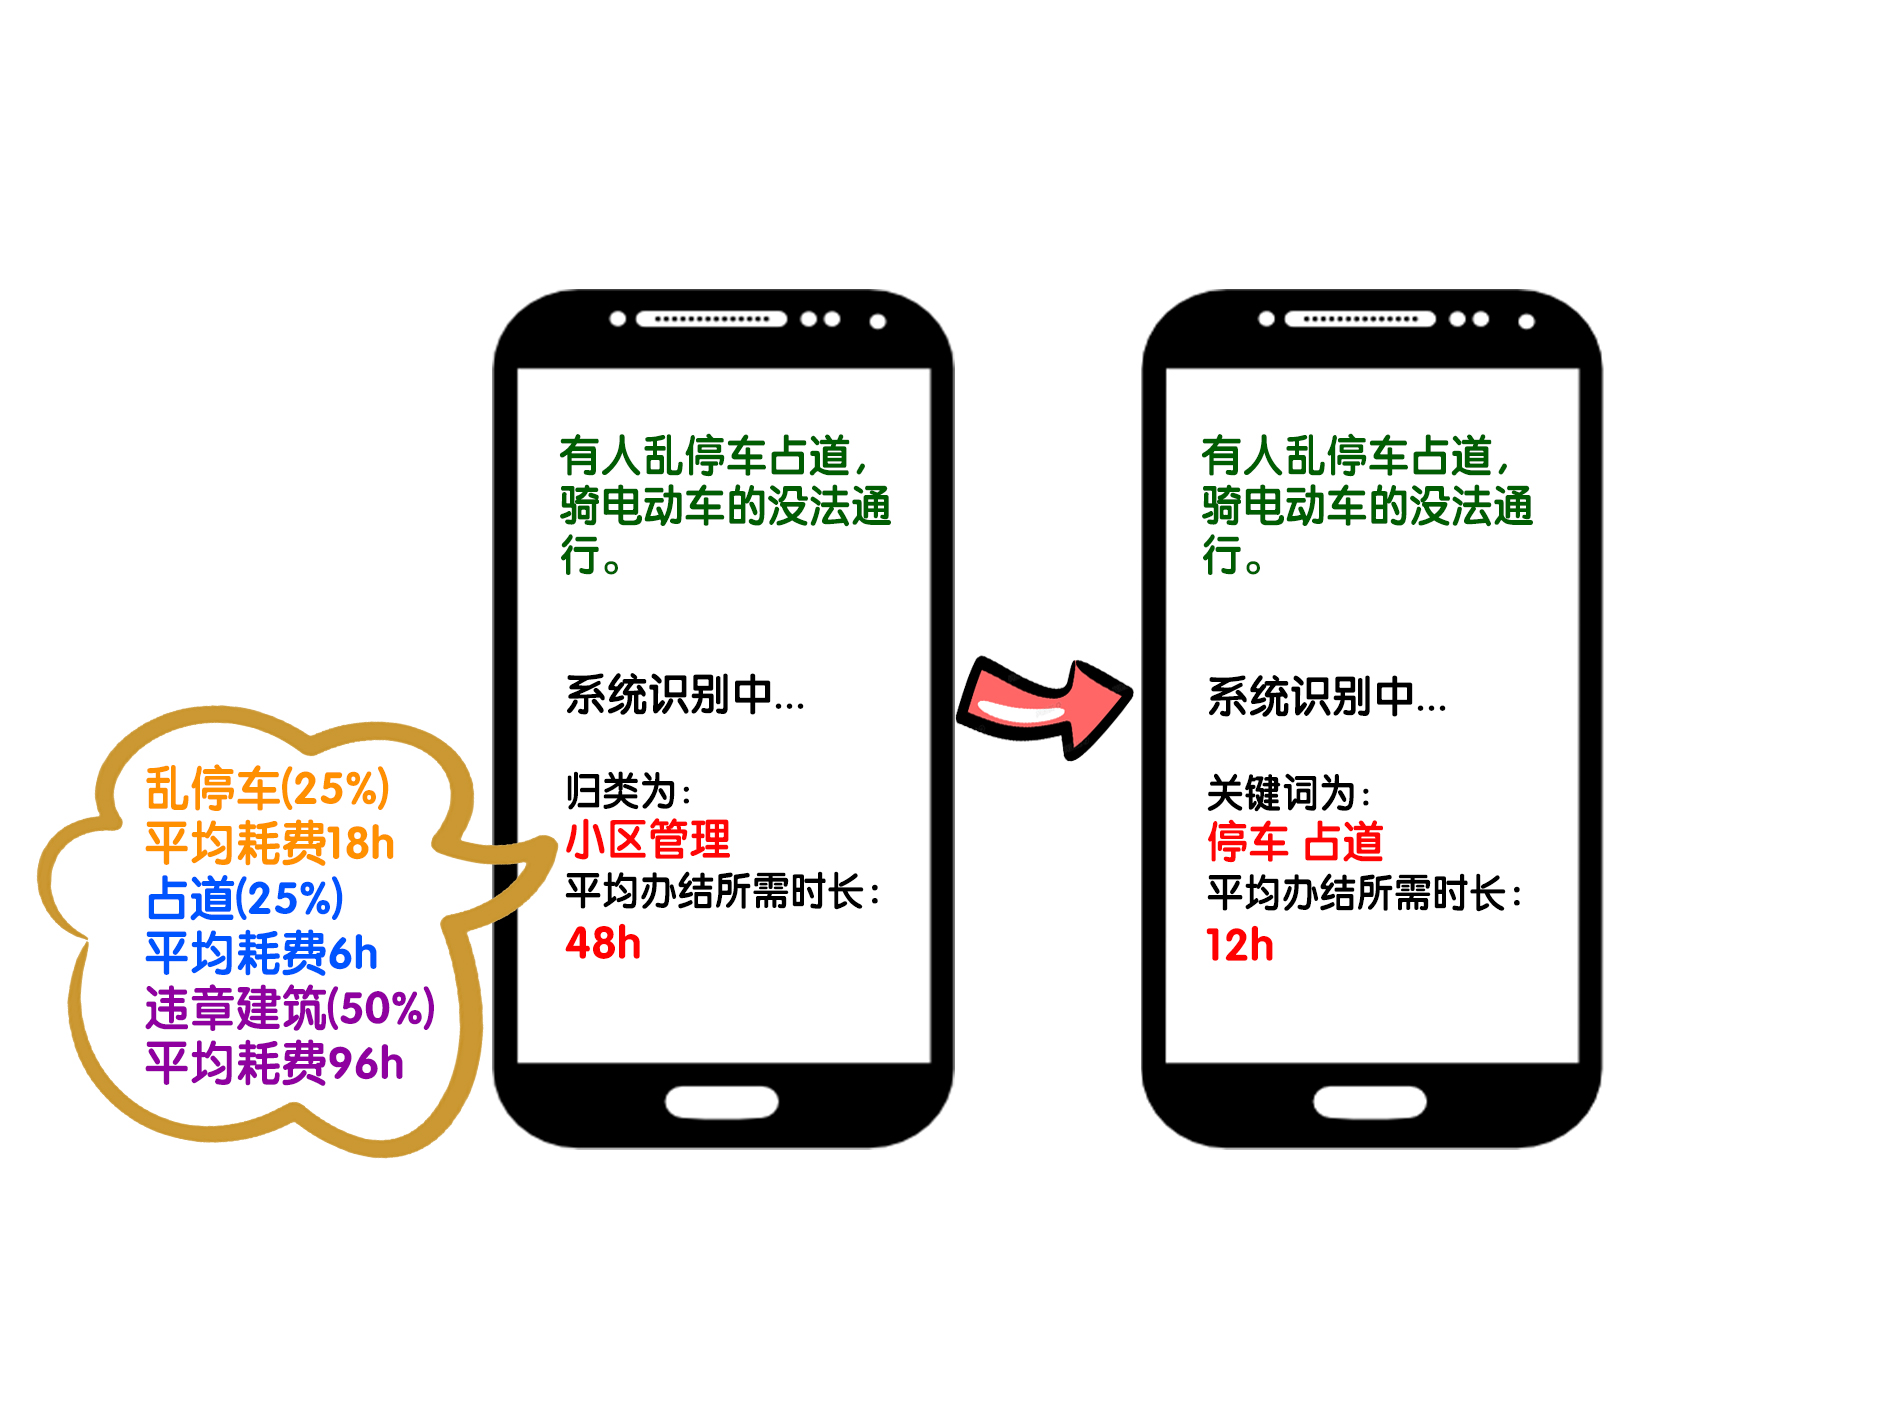 有人乱停车占道，
骑电动车的没法通
行。
系统识别中...
归类为：
小区管理
平均办结所需时长：
48h
乱停车(25%)
平均耗费18h
占道(25%)
平均耗费6h
违章建筑(50%)
平均耗费96h
有人乱停车占道，
骑电动车的没法通
行。
系统识别中...
关键词为：
停车 占道
平均办结所需时长：
12h